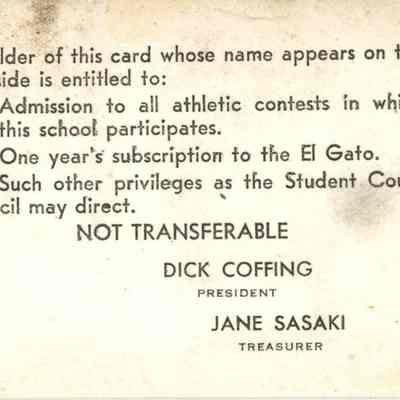 lder of this card whose name appears on t
ide is entitled to:
Admission to all athletic contests in whi
this school participates.
One year's subscription to the El Gato.
Such other privileges as the Student Cou
cil may direct.
NOT TRANSFERABLE
DICK COFFING
PRESIDENT
JANE SASAKI
TREASURER